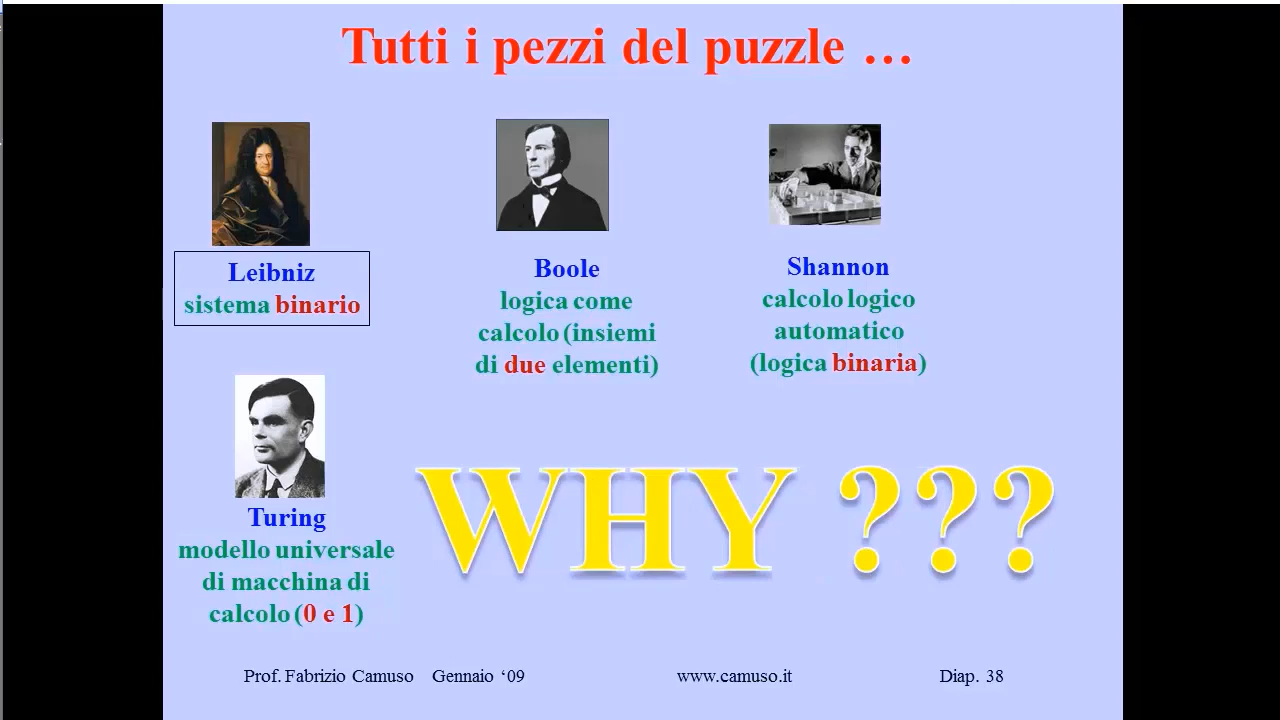 Tutti i pezzi del puzzle …
Leibniz
sistema binario
Boole
logica come
calcolo (insiemi
di due elementi)
Shannon
calcolo logico
automatico
(logica binaria)
Turing
modello universale
di macchina di
calcolo (0 e 1)
WHY ???
Prof. Fabrizio Camuso Gennaio ‘09 www.camuso.it Diap. 38